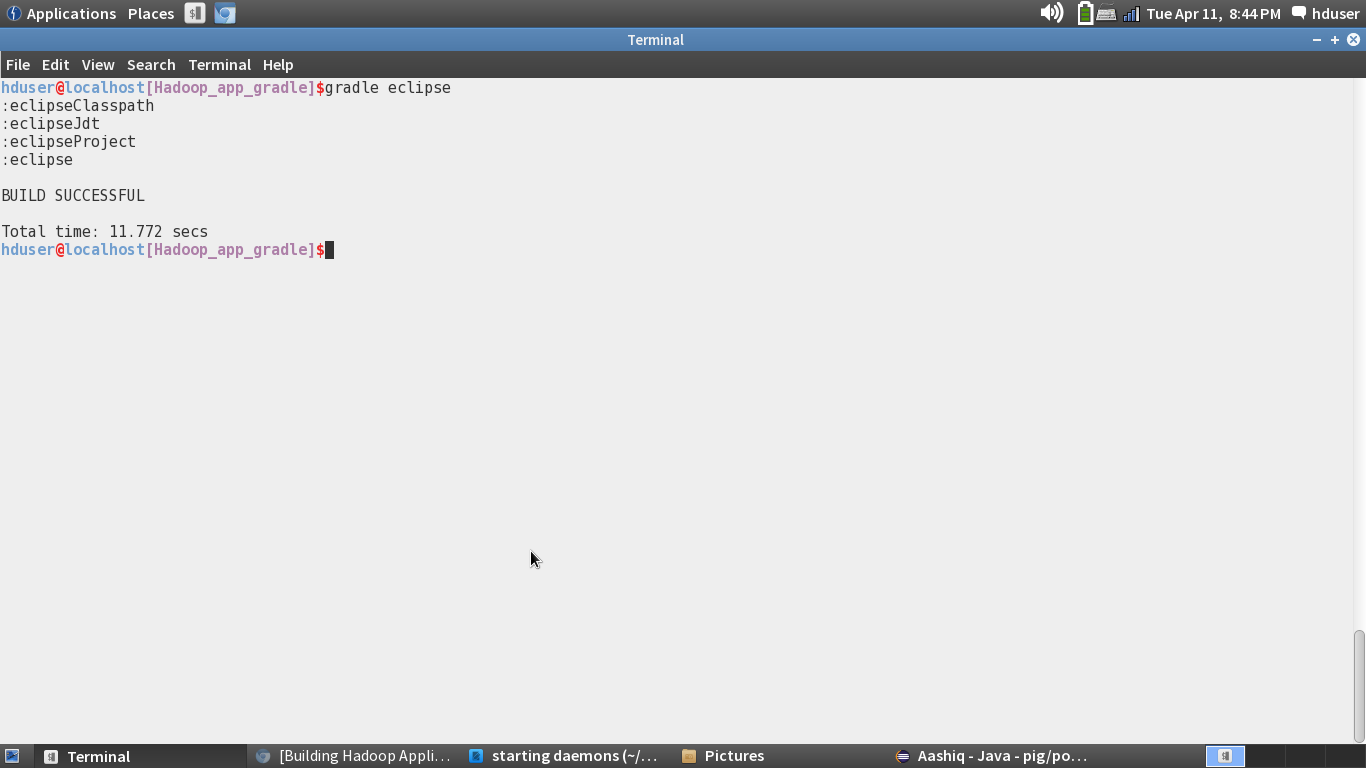 Applications Places Tue Apr 11, 8:44 PM hduser
Terminal
File Edit View Search Terminal Help
hduser@localhost[Hadoop_app_gradle]$gradle eclipse
:eclipseClasspath
:eclipseJdt
:eclipseProject
:eclipse
BUILD SUCCESSFUL
Total time: 11.772 secs
hduser@localhost[Hadoop_app_gradle]$
Terminal [Building Hadoop Appli... starting daemons (~/... Pictures Aashiq - Java - pig/po...